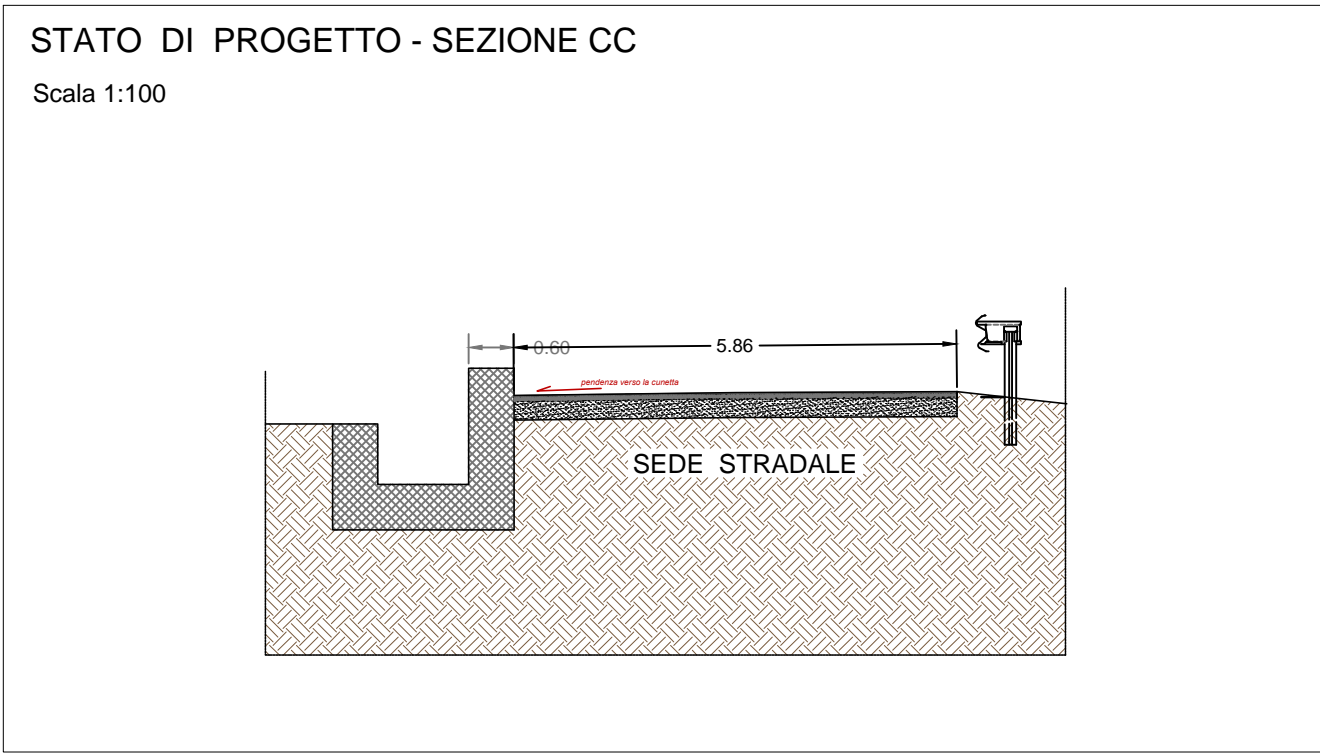 STATO DI PROGETTO - SEZIONE CC
Scala 1:100
0.60
5.86
pendenza verso la cunetta
SEDE STRADALE